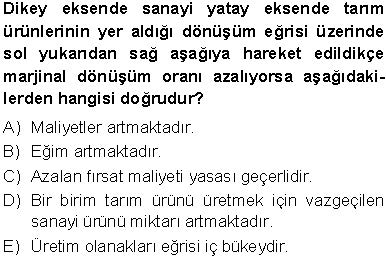 Dikey eksende sanayi yatay eksende tarım
ürünlerinin yer aldığı dönüşüm eğrisi üzerinde
sol yukarıdan sağ aşağıya hareket edildikçe
marjinal dönüşüm oranı azalıyorsa aşağıdaki-
lerden hangisi doğrudur?
A) Maliyetler artmaktadır.
B) Eğim artmaktadır.
C) Azalan fırsat maliyeti yasası geçerlidir.
D) Bir birim tarım ürünü üretmek için vazgeçilen
sanayi ürünü miktarı artmaktadır.
E) Üretim olanakları eğrisi iç bükeydir.